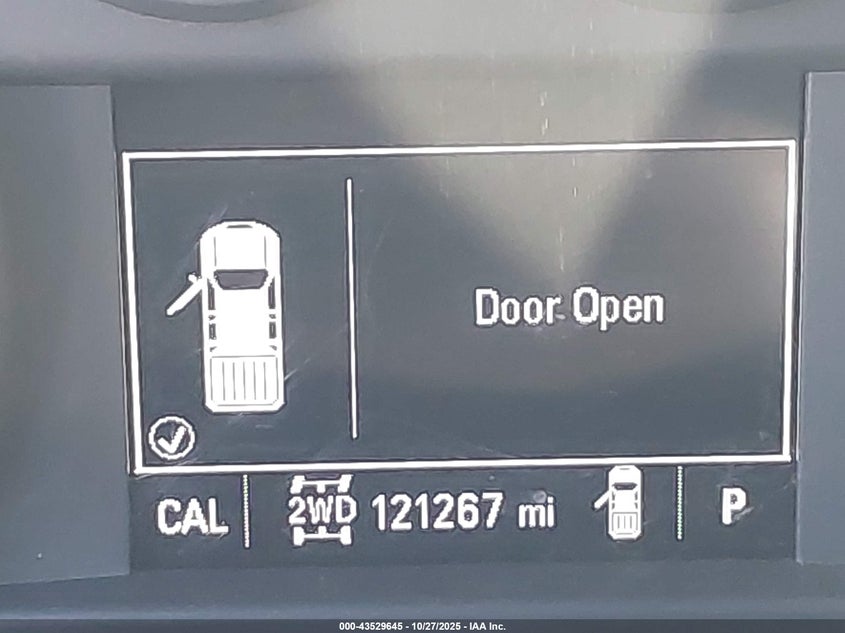 Door Open
CAL 2WD 121267 mi P
000-43529645 - 10/27/2025 - IAA Inc.